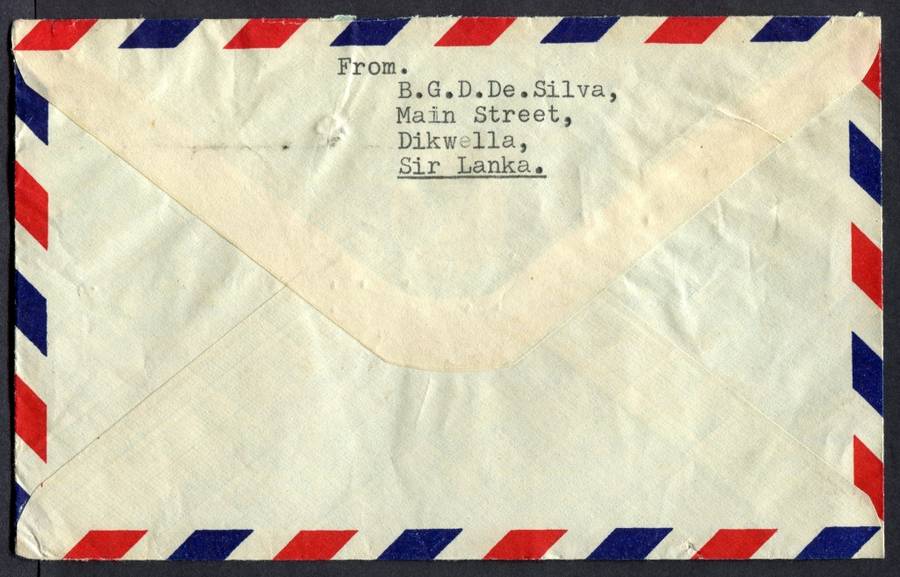 From.
B.G.D.De.Silva,
Main Street,
Dikwella,
Sir Lanka.